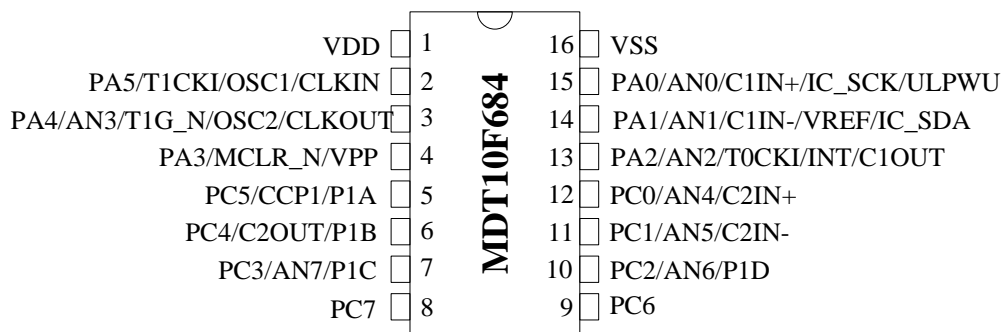 VDD 1 16 VSS
PA5/T1CKI/OSC1/CLKIN 2 15 PA0/AN0/C1IN+/IC_SCK/ULPWU
PA4/AN3/T1G_N/OSC2/CLKOUT 3 14 PA1/AN1/C1IN-/VREF/IC_SDA
PA3/MCLR_N/VPP 4 13 PA2/AN2/T0CKI/INT/C1OUT
PC5/CCP1/P1A 5 12 PC0/AN4/C2IN+
PC4/C2OUT/P1B 6 11 PC1/AN5/C2IN-
PC3/AN7/P1C 7 10 PC2/AN6/P1D
PC7 8 9 PC6
MDT10F684